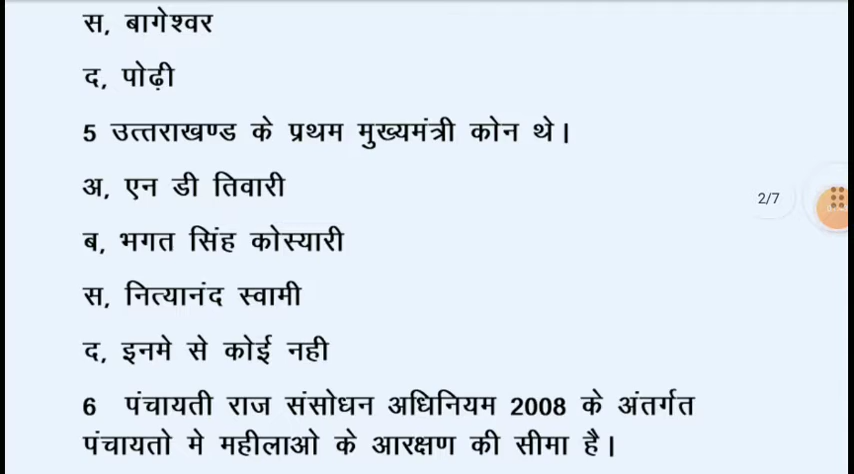 स, बागेश्वर
द, पोढ़ी
5 उत्तराखण्ड के प्रथम मुख्यमंत्री कोन थे।
अ, एन डी तिवारी
2/7
ब, भगत सिंह कोस्यारी
स, नित्यानंद स्वामी
द, इनमे से कोई नही
6 पंचायती राज संसोधन अधिनियम 2008 के अंतर्गत
पंचायतो मे महीलाओ के आरक्षण की सीमा है।